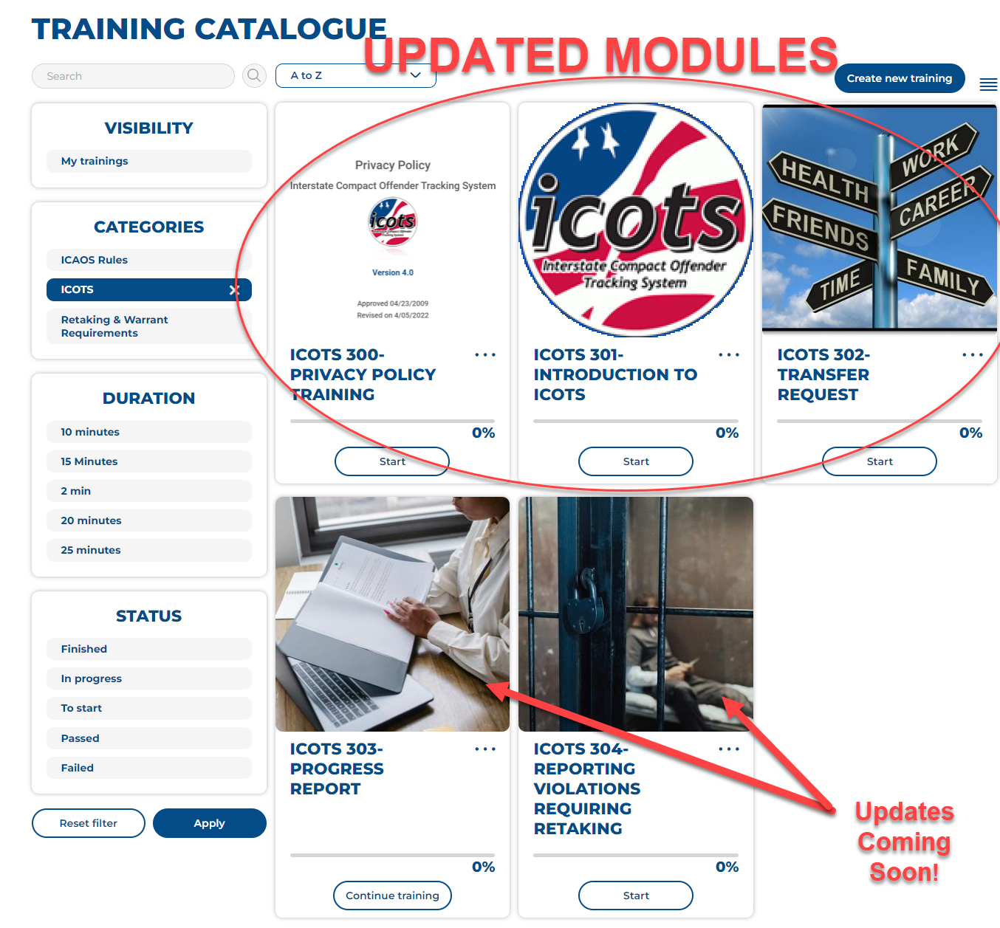 TRAINING CATALOGUE
UPDATED MODULES
Search
A to Z
Create new training
VISIBILITY
My trainings
CATEGORIES
ICAOS Rules
ICOTS
Retaking & Warrant
Requirements
DURATION
10 minutes
15 Minutes
2 min
20 minutes
25 minutes
STATUS
Finished
In progress
To start
Passed
Failed
Reset filter
Apply
Privacy Policy
Interstate Compact Offender Tracking System
icots
Interstate Compact Offender
Tracking System
Version 4.0
Approved 04/23/2009
Revised on 4/05/2022
ICOTS 300-
PRIVACY POLICY
TRAINING
0%
Start
icots
Interstate Compact Offender
Tracking System
ICOTS 301-
INTRODUCTION TO
ICOTS
0%
Start
HEALTH
WORK
CAREER
FRIENDS
TIME
FAMILY
ICOTS 302-
TRANSFER
REQUEST
0%
Start
ICOTS 303-
PROGRESS
REPORT
0%
Continue training
ICOTS 304-
REPORTING
VIOLATIONS
REQUIRING
RETAKING
0%
Start
Updates
Coming
Soon!